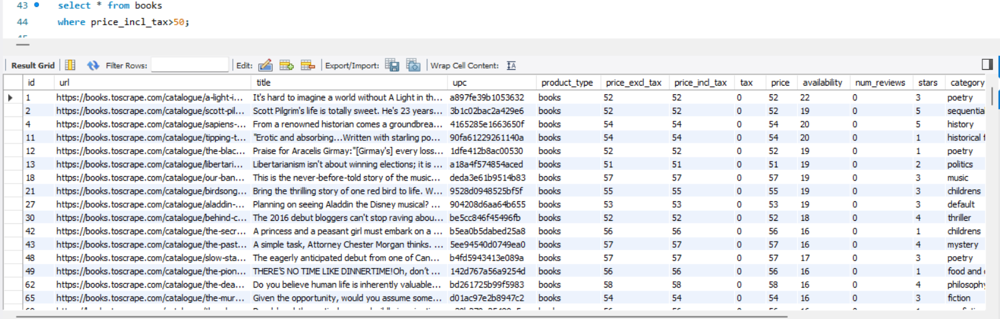 43 select * from books
44 where price_incl_tax>50;
Result Grid Filter Rows: Edit: Export/Import: Wrap Cell Content:
id url title upc product_type price_excl_tax price_incl_tax tax price availability num_reviews stars category
1 https://books.toscrape.com/catalogue/a-light-i... It's hard to imagine a world without A Light in th... a897fe39b1053632 books 52 52 0 52 22 0 3 poetry
2 https://books.toscrape.com/catalogue/scott-pil... Scott Pilgrim's life is totally sweet. He's 23 years... 3b1c02bac2a429e6 books 52 52 0 52 19 0 5 sequential
4 https://books.toscrape.com/catalogue/sapiens-... From a renowned historian comes a groundbrea... 4165285e1663650f books 54 54 0 54 20 0 5 history
11 https://books.toscrape.com/catalogue/tipping-t... "Erotic and absorbing...Written with starling po... 90fa61229261140a books 54 54 0 54 20 0 1 historical f
12 https://books.toscrape.com/catalogue/the-blac... Praise for Aracelis Girmay:"[Girmay's] every loss... 1dfe412b8ac00530 books 52 52 0 52 19 0 1 poetry
13 https://books.toscrape.com/catalogue/libertari... Libertarianism isn't about winning elections; it is ... a18a4f574854aced books 51 51 0 51 19 0 2 politics
18 https://books.toscrape.com/catalogue/our-ban... This is the never-before-told story of the music... deda3e61b9514b83 books 57 57 0 57 19 0 3 music
21 https://books.toscrape.com/catalogue/birdsong... Bring the thrilling story of one red bird to life. W... 9528d0948525bf5f books 55 55 0 55 19 0 3 childrens
27 https://books.toscrape.com/catalogue/aladdin-... Planning on seeing Aladdin the Disney musical? ... 904208d6aa64b655 books 53 53 0 53 19 0 3 default
30 https://books.toscrape.com/catalogue/behind-c... The 2016 debut bloggers can't stop raving abou... be5cc846f45496fb books 52 52 0 52 18 0 4 thriller
42 https://books.toscrape.com/catalogue/the-secr... A princess and a peasant girl must embark on a ... b5ea0b5dabed25a8 books 56 56 0 56 16 0 1 childrens
43 https://books.toscrape.com/catalogue/the-past... A simple task, Attorney Chester Morgan thinks. ... 5ee94540d0749ea0 books 57 57 0 57 16 0 4 mystery
48 https://books.toscrape.com/catalogue/slow-sta... The eagerly anticipated debut from one of Can... b4fd5943413e089a books 57 57 0 57 17 0 3 poetry
49 https://books.toscrape.com/catalogue/the-pion... THERE'S NO TIME LIKE DINNERTIME!Oh, don't ... 142d767a56a9254d books 56 56 0 56 16 0 1 food and
62 https://books.toscrape.com/catalogue/the-dea... Do you believe human life is inherently valuable... bd261725b99f5983 books 58 58 0 58 16 0 4 philosophy
65 https://books.toscrape.com/catalogue/the-mur... Given the opportunity, would you assume some... d01ac97e2b8947c2 books 54 54 0 54 16 0 3 fiction